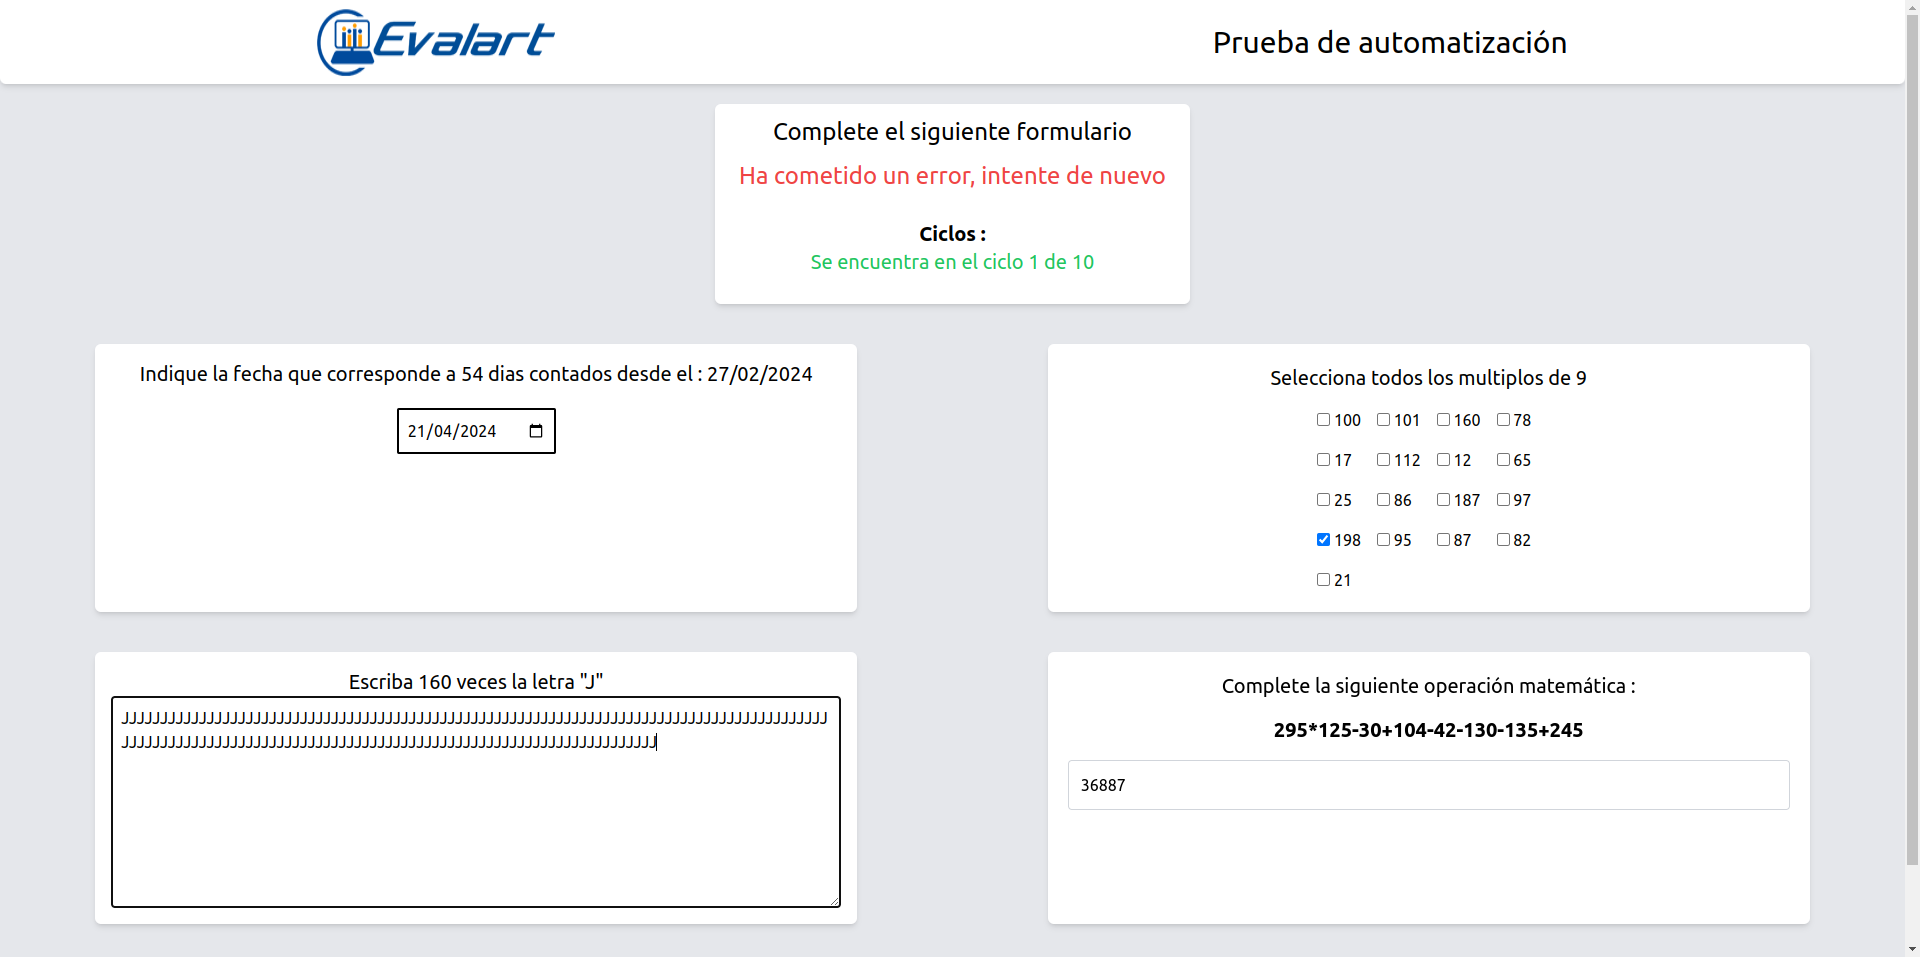 Evalart
Prueba de automatización
Complete el siguiente formulario
Ha cometido un error, intente de nuevo
Ciclos :
Se encuentra en el ciclo 1 de 10
Indique la fecha que corresponde a 54 dias contados desde el : 27/02/2024
21/04/2024
Selecciona todos los multiplos de 9
100 101 160 78
17 112 12 65
25 86 187 97
198 95 87 82
21
Escriba 160 veces la letra "J"
Complete la siguiente operación matemática :
295*125-30+104-42-130-135+245
36887